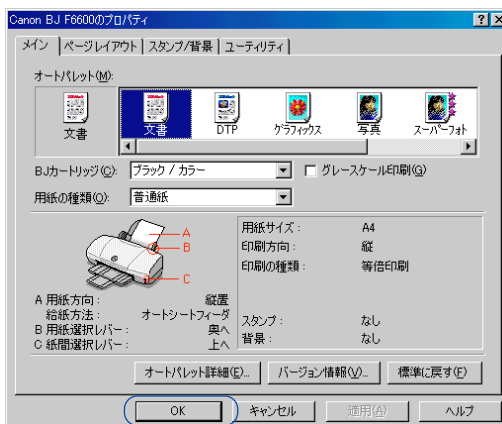 Canon BJ F6600のプロパティ
メイン ページレイアウト スタンプ/背景 ユーティリティ
オートパレット(M):
文書 文書 DTP グラフィックス 写真 スーパーフォト
BJカートリッジ(C): ブラック / カラー グレースケール印刷(G)
用紙の種類(O): 普通紙
A
B
C
A 用紙方向 : 縦置
給紙方法 : オートシートフィーダ
B 用紙選択レバー : 奥へ
C 紙間選択レバー : 上へ
用紙サイズ : A4
印刷方向 : 縦
印刷の種類 : 等倍印刷
スタンプ : なし
背景 : なし
オートパレット詳細(E)... バージョン情報(V)... 標準に戻す(F)
OK キャンセル 適用(A) ヘルプ